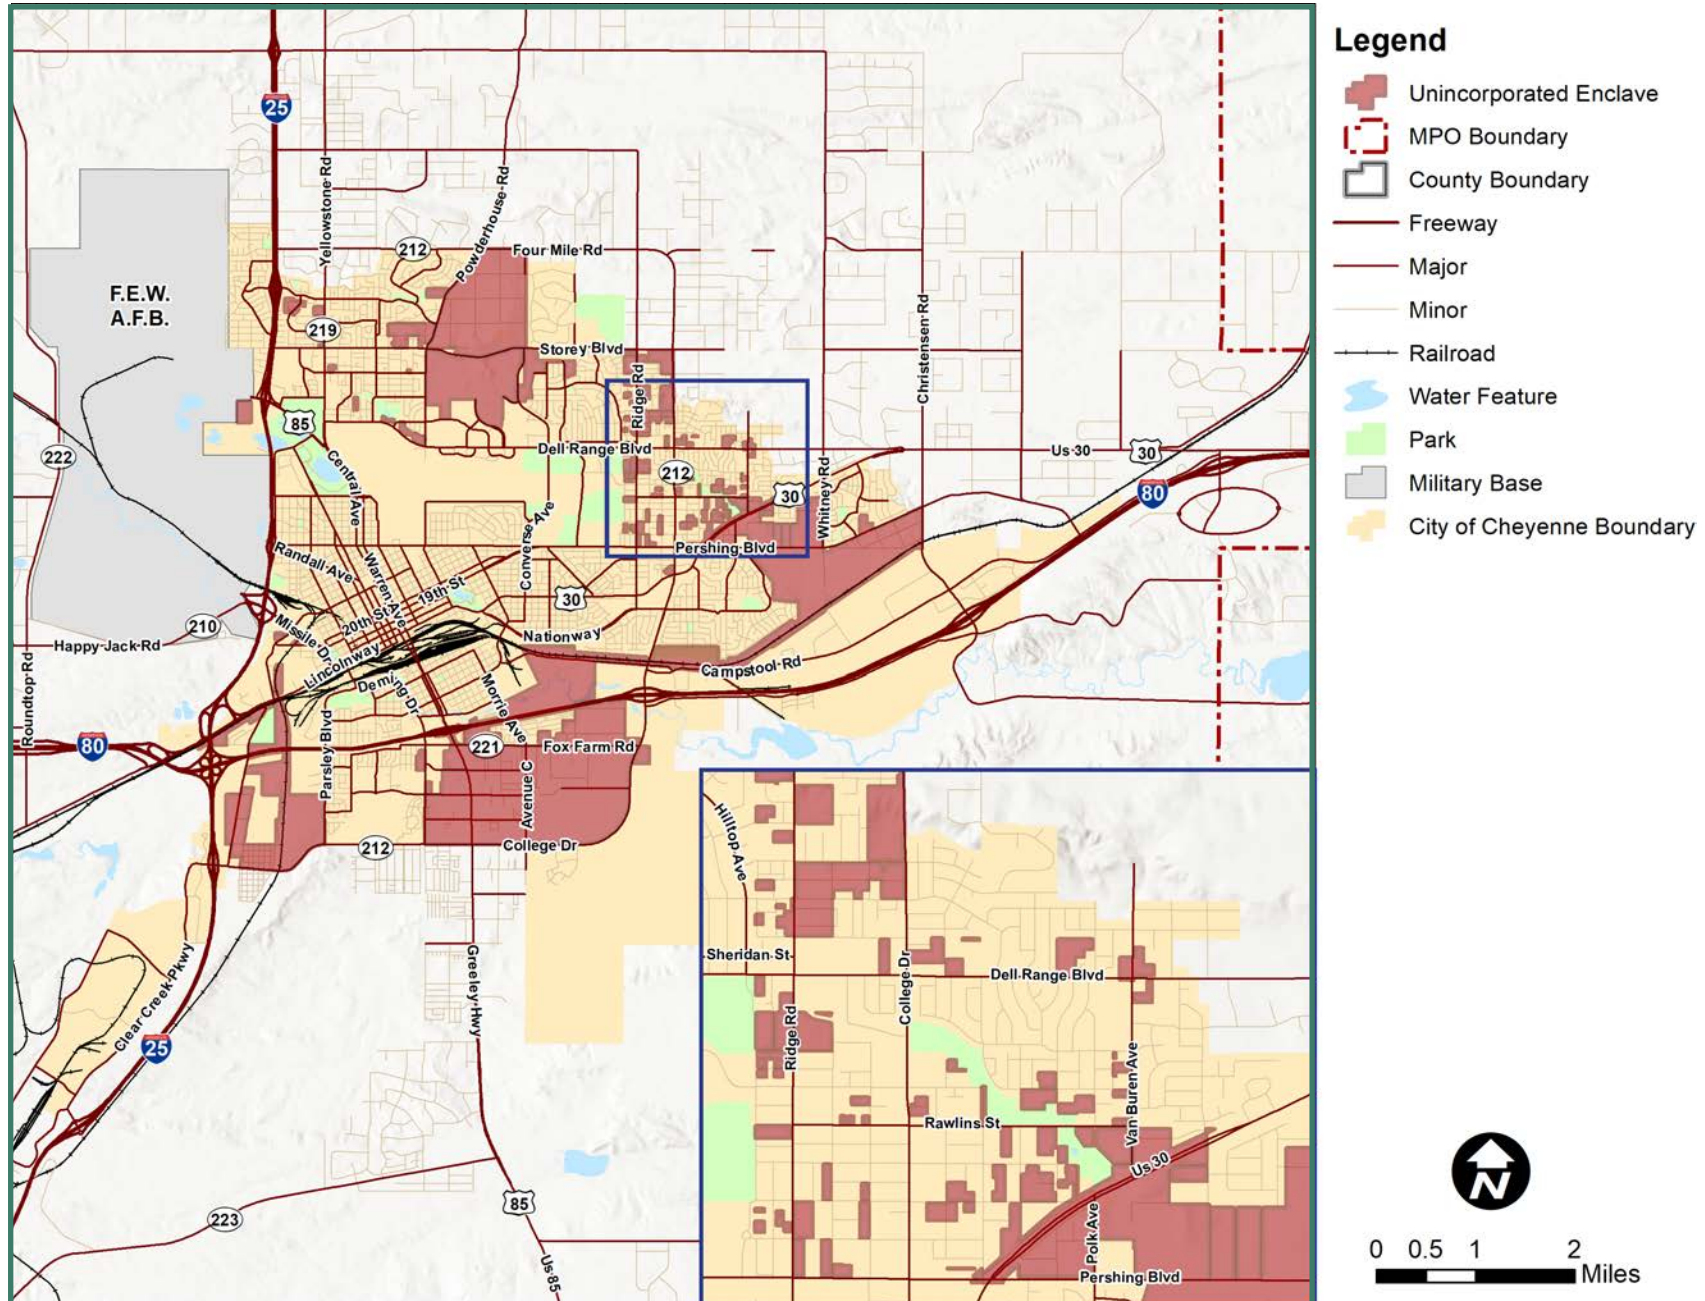 Legend
Unincorporated Enclave
MPO Boundary
County Boundary
Freeway
Major
Minor
Railroad
Water Feature
Park
Military Base
City of Cheyenne Boundary
25
Yellowstone Rd
Powderhouse Rd
212
Four Mile Rd
F.E.W.
A.F.B.
219
Storey Blvd
Ridge Rd
Christensen Rd
85
222
Central Ave
Dell Range Blvd
212
Us 30
30
30
Whitney Rd
80
Converse Ave
Pershing Blvd
Randall Ave
Warren Ave
19th St
20th St
30
210
Happy Jack Rd
Missile Dr
Lincolnway
Nationway
Campstool Rd
Deming Dr
Morrie Ave
Roundtop Rd
80
Parsley Blvd
221
Fox Farm Rd
Avenue C
212
College Dr
Clear Creek Pkwy
Greeley Hwy
25
223
85
Us 85
Hilltop Ave
Sheridan St
College Dr
Dell Range Blvd
Ridge Rd
Van Buren Ave
Rawlins St
Us 30
Polk Ave
Pershing Blvd
N
0 0.5 1 2
Miles